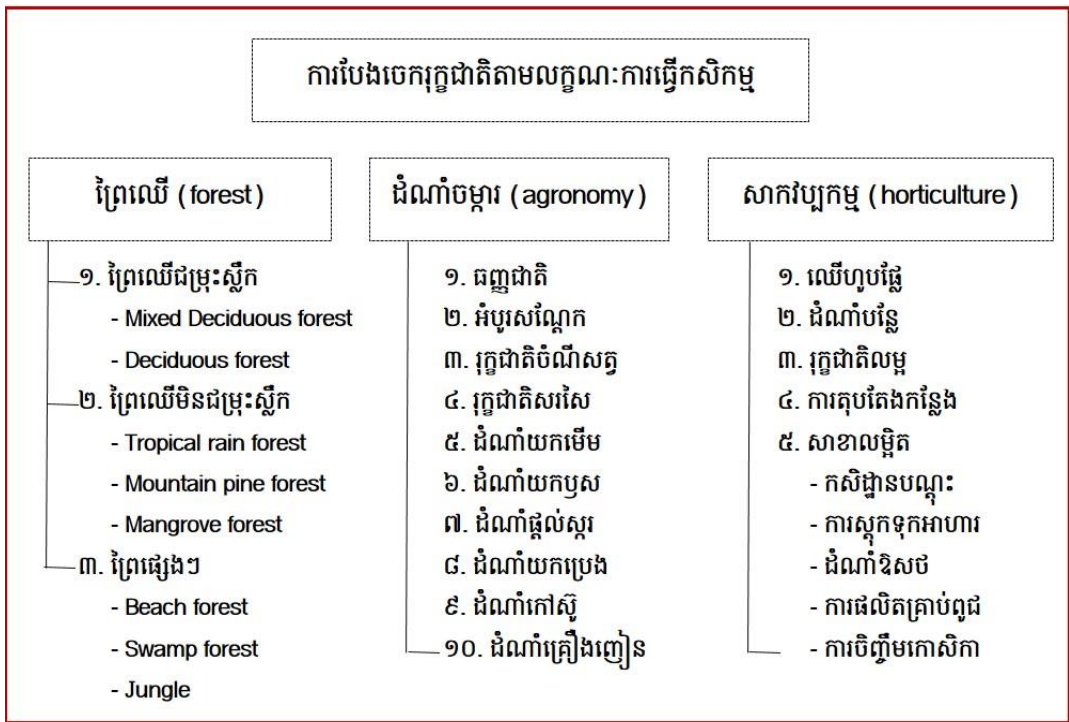 ការបែងចេករុក្ខជាតិតាមលក្ខណៈការធ្វើកសិកម្ម
ព្រៃឈើ (forest)
១. ព្រៃឈើជម្រុះស្លឹក
- Mixed Deciduous forest
- Deciduous forest
២. ព្រៃឈើមិនជម្រុះស្លឹក
- Tropical rain forest
- Mountain pine forest
- Mangrove forest
៣. ព្រៃផ្សេងៗ
- Beach forest
- Swamp forest
- Jungle
ដំណាំចម្ការ (agronomy)
១. ធញ្ញជាតិ
២. អំបូរសណ្តែក
៣. រុក្ខជាតិចំណីសត្វ
៤. រុក្ខជាតិសរសៃ
៥. ដំណាំយកមើម
៦. ដំណាំយកឫស
៧. ដំណាំផ្តល់ស្ករ
៨. ដំណាំយកប្រេង
៩. ដំណាំកៅស៊ូ
១០. ដំណាំគ្រឿងញៀន
សាកវប្បកម្ម (horticulture)
១. ឈើហូបផ្លែ
២. ដំណាំបន្លែ
៣. រុក្ខជាតិលម្អ
៤. ការតុបតែងកន្លែង
៥. សាខាលម្អិត
- កសិដ្ឋានបណ្តុះ
- ការស្តុកទុកអាហារ
- ដំណាំឱសថ
- ការផលិតគ្រាប់ពូជ
- ការចិញ្ចឹមកោសិកា